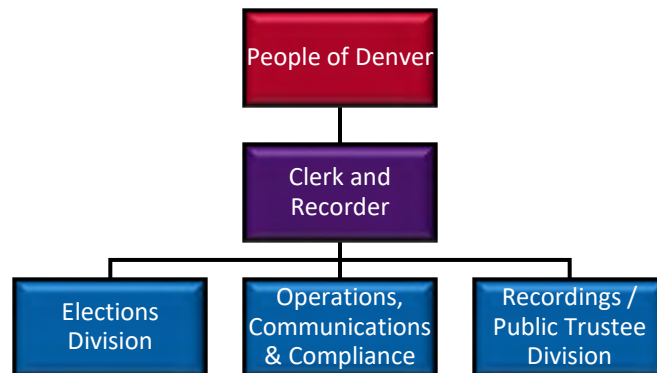 People of Denver
Clerk and
Recorder
Elections
Division
Operations,
Communications
& Compliance
Recordings /
Public Trustee
Division